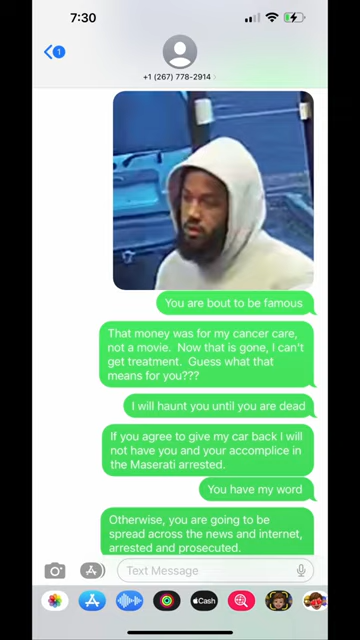 7:30
1
+1 (267) 778-2914
You are bout to be famous
That money was for my cancer care,
not a movie. Now that is gone, I can't
get treatment. Guess what that
means for you???
I will haunt you until you are dead
If you agree to give my car back I will
not have you and your accomplice in
the Maserati arrested.
You have my word
Otherwise, you are going to be
spread across the news and internet,
arrested and prosecuted.
Text Message
Cash